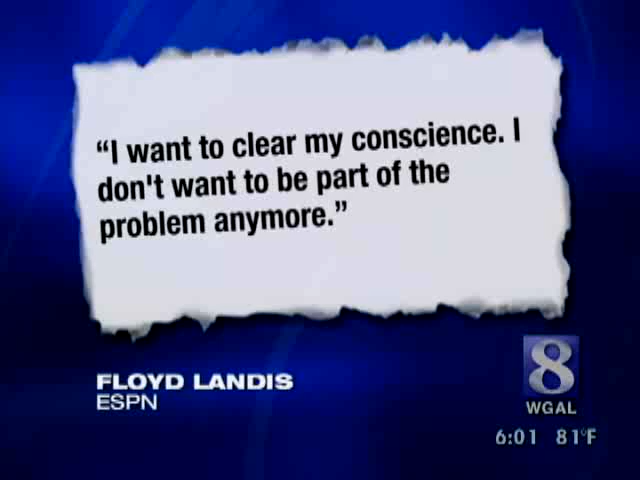 “I want to clear my conscience. I
don't want to be part of the
problem anymore.”
FLOYD LANDIS
ESPN
8
WGAL
6:01 81°F